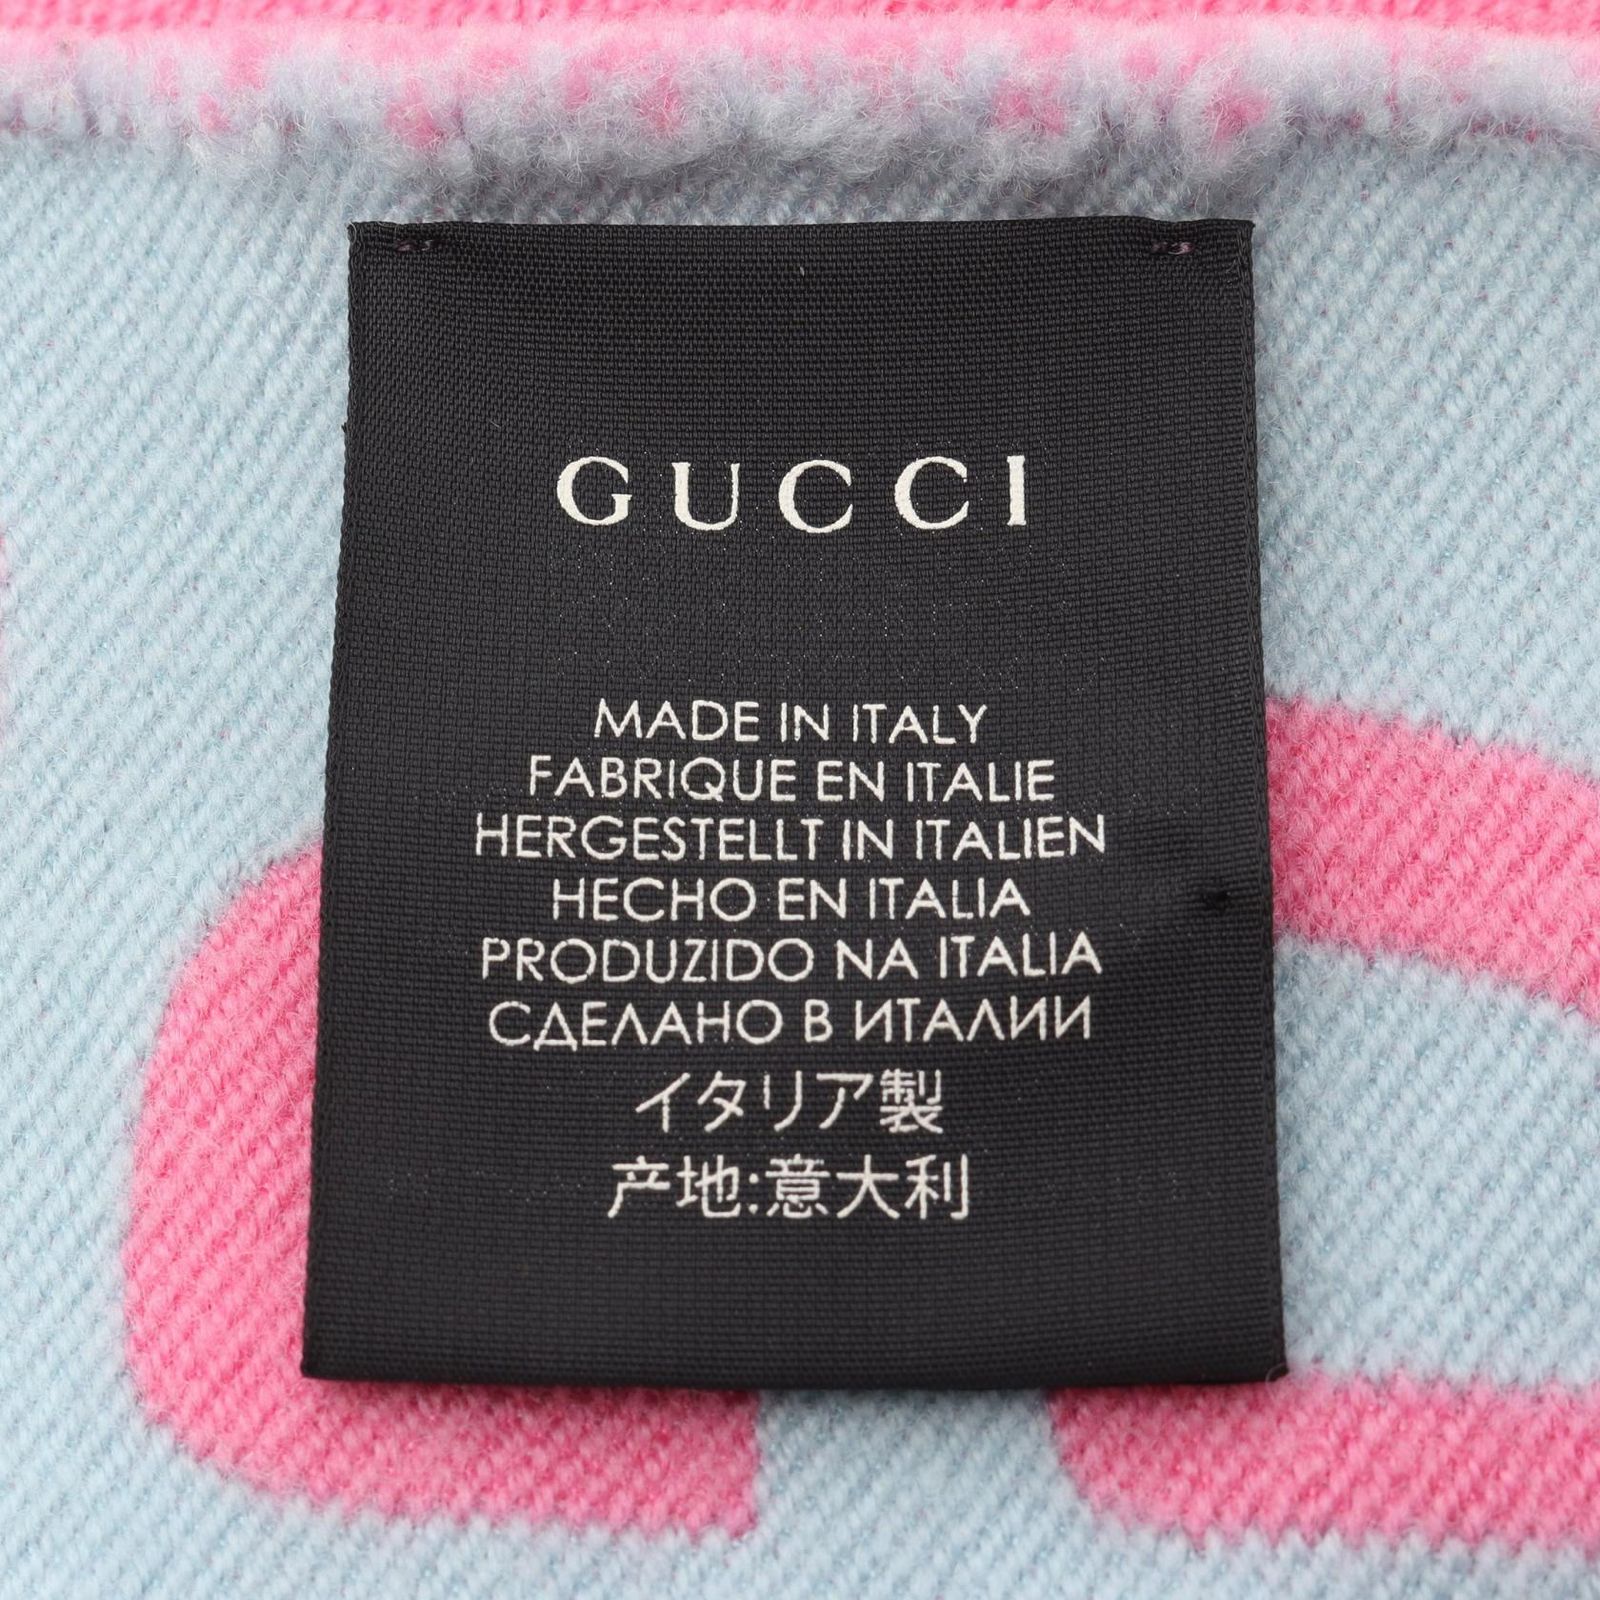 GUCCI
MADE IN ITALY
FABRIQUE EN ITALIE
HERGESTELLT IN ITALIEN
HECHO EN ITALIA
PRODUZIDO NA ITALIA
СДЕЛАНО В ИТАЛИИ
イタリア製
产地:意大利